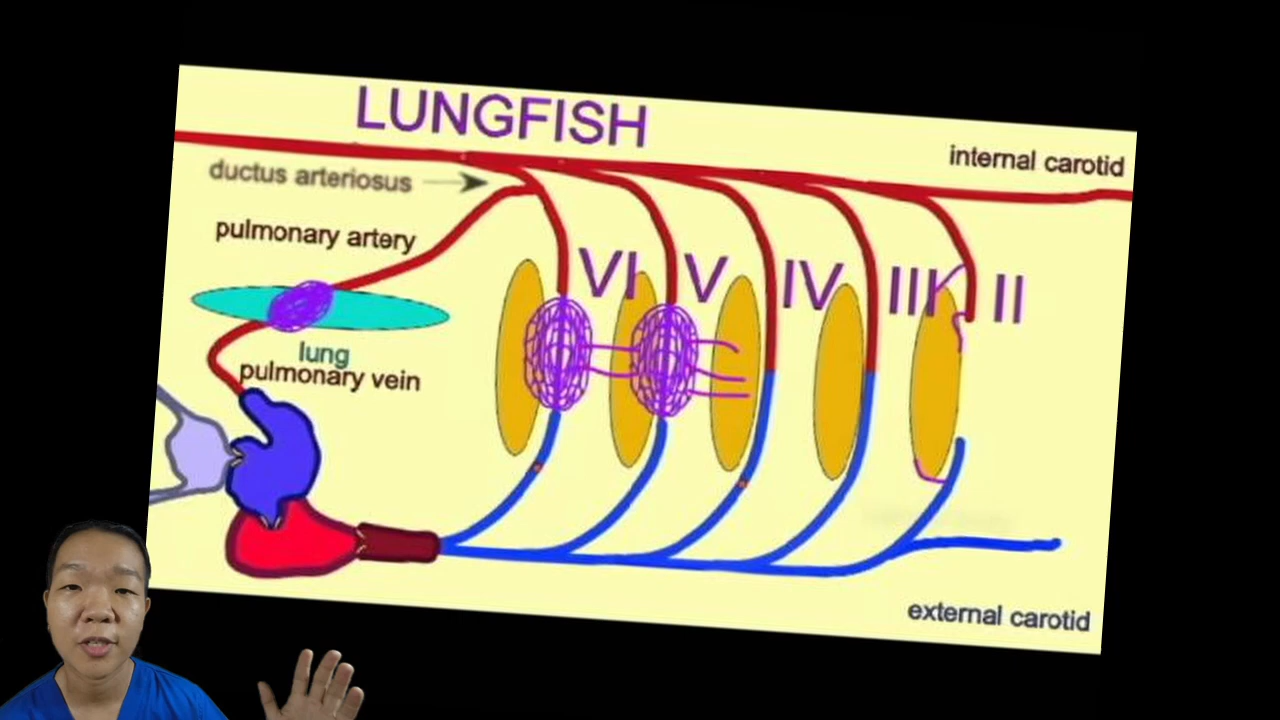 LUNGFISH
internal carotid
ductus arteriosus
pulmonary artery
VI V IV III II
lung
pulmonary vein
external carotid